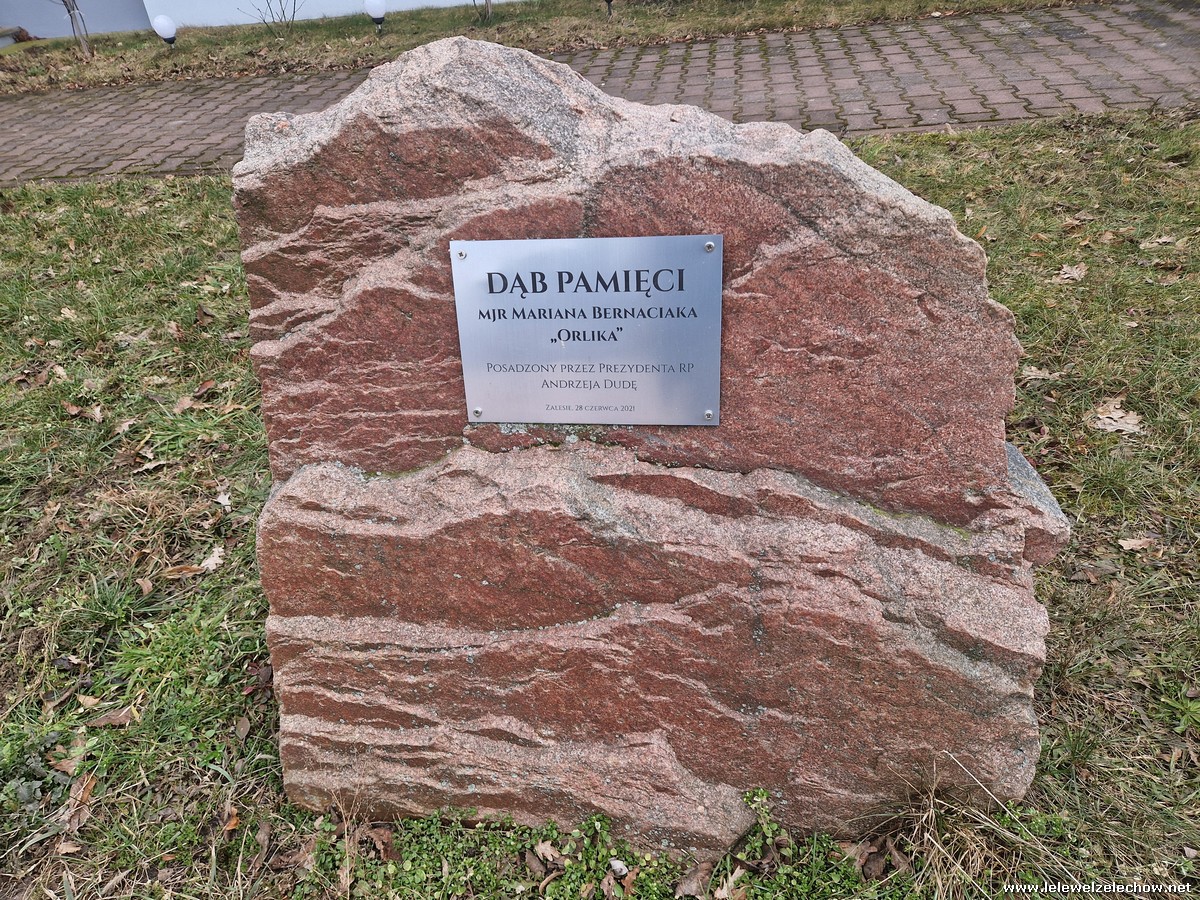 DĄB PAMIĘCI
MJR MARIANA BERNACIAKA
„ORLIKA”
POSADZONY PRZEZ PREZYDENTA RP
ANDRZEJA DUDĘ
ZALESIE, 28 CZERWCA 2021
www.lelewelzelechow.net